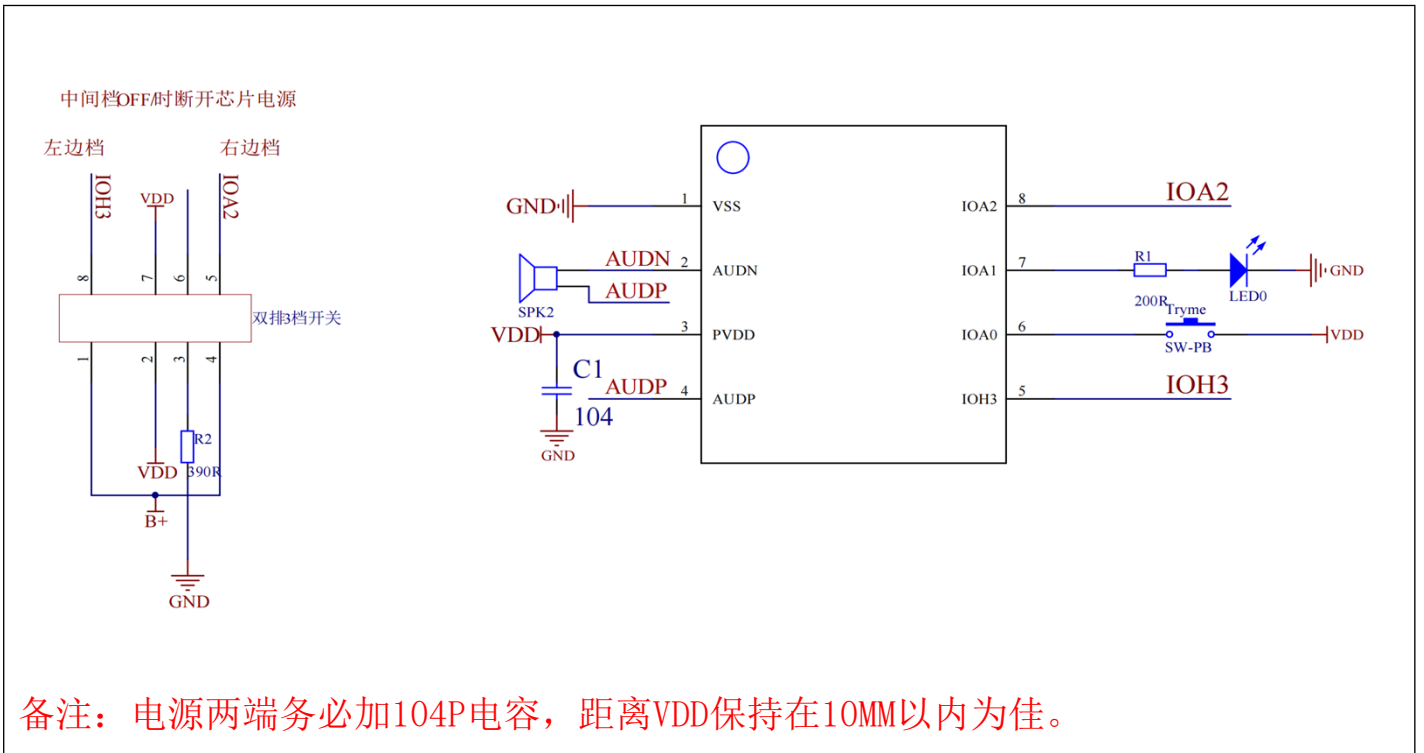 中间档OFF/时断开芯片电源
左边档
右边档
IOH3
VDD
IOA2
8
7
6
5
双排3档开关
1
2
3
4
R2
390R
VDD
B+
GND
GND
1
VSS
AUDN
2
AUDN
AUDP
SPK2
VDD
3
PVDD
C1
104
GND
AUDP
4
AUDP
IOA2
8
IOA2
IOA1
7
R1
200R
LED0
GND
IOA0
6
Tryme
SW-PB
VDD
IOH3
5
IOH3
备注：电源两端务必加104P电容，距离VDD保持在10MM以内为佳。